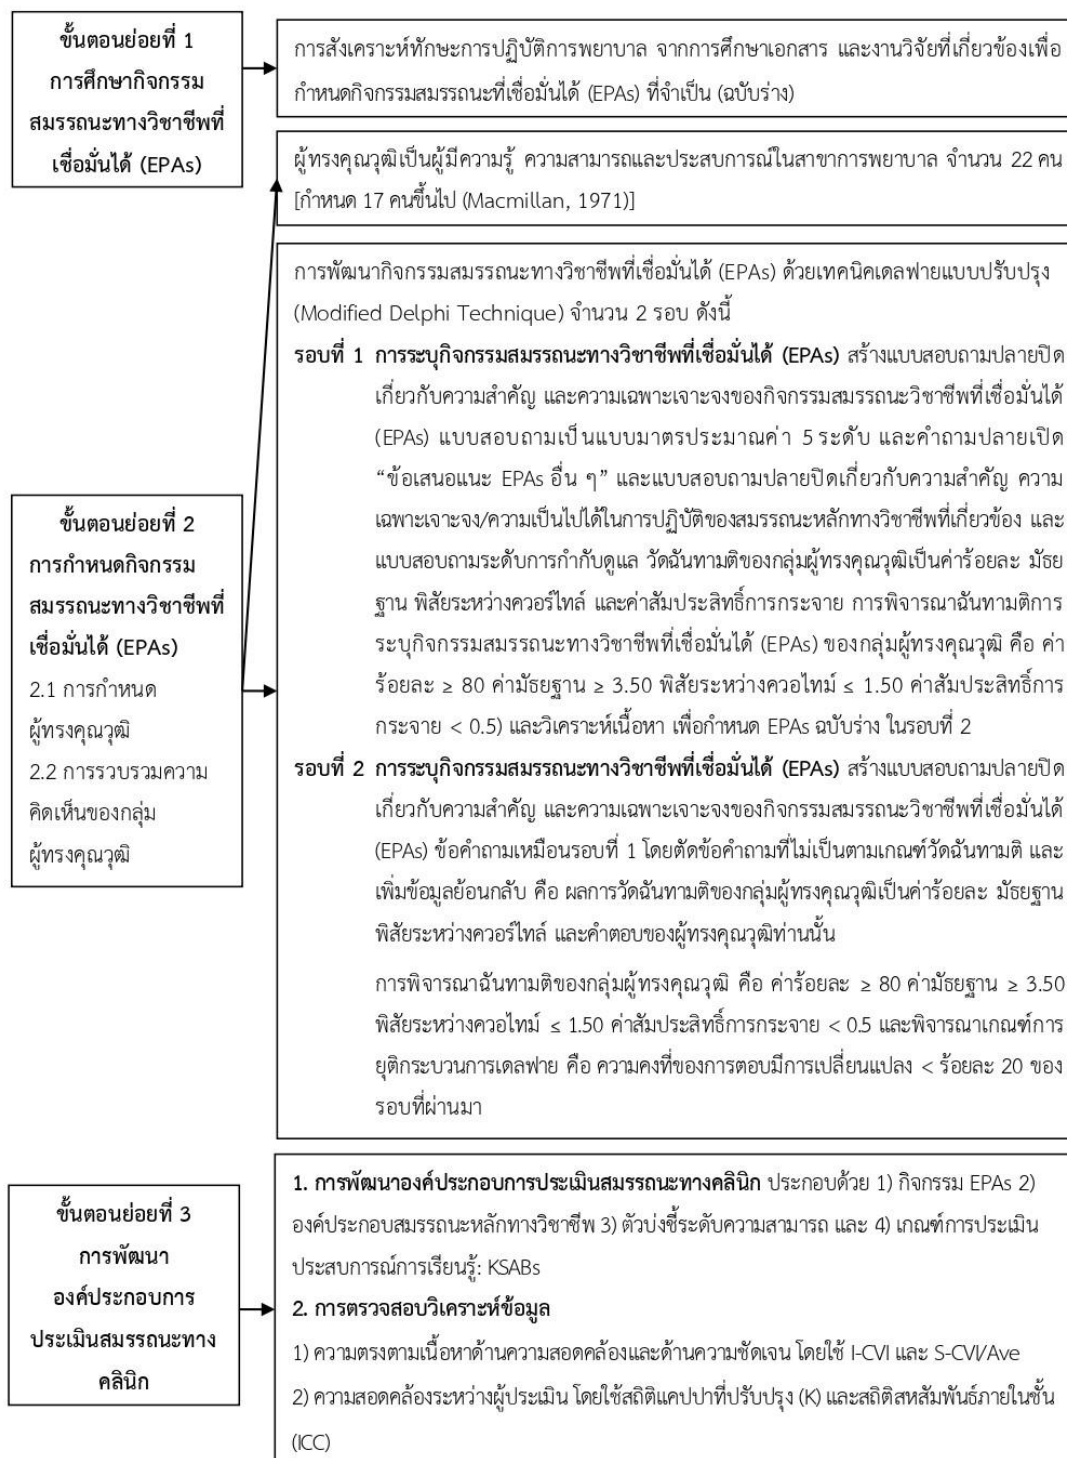 ขั้นตอนย่อยที่ 1
การศึกษากิจกรรม
สมรรถนะทางวิชาชีพที่
เชื่อมั่นได้ (EPAs)
การสังเคราะห์ทักษะการปฏิบัติการพยาบาล จากการศึกษาเอกสาร และงานวิจัยที่เกี่ยวข้องเพื่อ
กำหนดกิจกรรมสมรรถนะที่เชื่อมั่นได้ (EPAs) ที่จำเป็น (ฉบับร่าง)
ผู้ทรงคุณวุฒิเป็นผู้มีความรู้ ความสามารถและประสบการณ์ในสาขาการพยาบาล จำนวน 22 คน
[กำหนด 17 คนขึ้นไป (Macmillan, 1971)]
ขั้นตอนย่อยที่ 2
การกำหนดกิจกรรม
สมรรถนะทางวิชาชีพที่
เชื่อมั่นได้ (EPAs)
2.1 การกำหนด
ผู้ทรงคุณวุฒิ
2.2 การรวบรวมความ
คิดเห็นของกลุ่ม
ผู้ทรงคุณวุฒิ
การพัฒนากิจกรรมสมรรถนะทางวิชาชีพที่เชื่อมั่นได้ (EPAs) ด้วยเทคนิคเดลฟายแบบปรับปรุง
(Modified Delphi Technique) จำนวน 2 รอบ ดังนี้
รอบที่ 1 การระบุกิจกรรมสมรรถนะทางวิชาชีพที่เชื่อมั่นได้ (EPAs) สร้างแบบสอบถามปลายปิด
เกี่ยวกับความสำคัญ และความเฉพาะเจาะจงของกิจกรรมสมรรถนะวิชาชีพที่เชื่อมั่นได้
(EPAs) แบบสอบถามเป็นแบบมาตรประมาณค่า 5 ระดับ และคำถามปลายเปิด
“ข้อเสนอแนะ EPAs อื่น ๆ” และแบบสอบถามปลายปิดเกี่ยวกับความสำคัญ ความ
เฉพาะเจาะจง/ความเป็นไปได้ในการปฏิบัติของสมรรถนะหลักทางวิชาชีพที่เกี่ยวข้อง และ
แบบสอบถามระดับการกำกับดูแล วัดฉันทามติของกลุ่มผู้ทรงคุณวุฒิเป็นค่าร้อยละ มัธย
ฐาน พิสัยระหว่างควอร์ไทล์ และค่าสัมประสิทธิ์การกระจาย การพิจารณาฉันทามติการ
ระบุกิจกรรมสมรรถนะทางวิชาชีพที่เชื่อมั่นได้ (EPAs) ของกลุ่มผู้ทรงคุณวุฒิ คือ ค่า
ร้อยละ ≥ 80 ค่ามัธยฐาน ≥ 3.50 พิสัยระหว่างควอไทม์ ≤ 1.50 ค่าสัมประสิทธิ์การ
กระจาย < 0.5) และวิเคราะห์เนื้อหา เพื่อกำหนด EPAs ฉบับร่าง ในรอบที่ 2
รอบที่ 2 การระบุกิจกรรมสมรรถนะทางวิชาชีพที่เชื่อมั่นได้ (EPAs) สร้างแบบสอบถามปลายปิด
เกี่ยวกับความสำคัญ และความเฉพาะเจาะจงของกิจกรรมสมรรถนะวิชาชีพที่เชื่อมั่นได้
(EPAs) ข้อคำถามเหมือนรอบที่ 1 โดยตัดข้อคำถามที่ไม่เป็นตามเกณฑ์วัดฉันทามติ และ
เพิ่มข้อมูลย้อนกลับ คือ ผลการวัดฉันทามติของกลุ่มผู้ทรงคุณวุฒิเป็นค่าร้อยละ มัธยฐาน
พิสัยระหว่างควอร์ไทล์ และคำตอบของผู้ทรงคุณวุฒิท่านนั้น
การพิจารณาฉันทามติของกลุ่มผู้ทรงคุณวุฒิ คือ ค่าร้อยละ ≥ 80 ค่ามัธยฐาน ≥ 3.50
พิสัยระหว่างควอไทม์ ≤ 1.50 ค่าสัมประสิทธิ์การกระจาย < 0.5 และพิจารณาเกณฑ์การ
ยุติกระบวนการเดลฟาย คือ ความคงที่ของการตอบมีการเปลี่ยนแปลง < ร้อยละ 20 ของ
รอบที่ผ่านมา
ขั้นตอนย่อยที่ 3
การพัฒนา
องค์ประกอบการ
ประเมินสมรรถนะทาง
คลินิก
1. การพัฒนาองค์ประกอบการประเมินสมรรถนะทางคลินิก ประกอบด้วย 1) กิจกรรม EPAs 2)
องค์ประกอบสมรรถนะหลักทางวิชาชีพ 3) ตัวบ่งชี้ระดับความสามารถ และ 4) เกณฑ์การประเมิน
ประสบการณ์การเรียนรู้: KSABs
2. การตรวจสอบวิเคราะห์ข้อมูล
1) ความตรงตามเนื้อหาด้านความสอดคล้องและด้านความชัดเจน โดยใช้ I-CVI และ S-CVI/Ave
2) ความสอดคล้องระหว่างผู้ประเมิน โดยใช้สถิติแคปปาที่ปรับปรุง (K) และสถิติสหสัมพันธ์ภายในชั้น
(ICC)